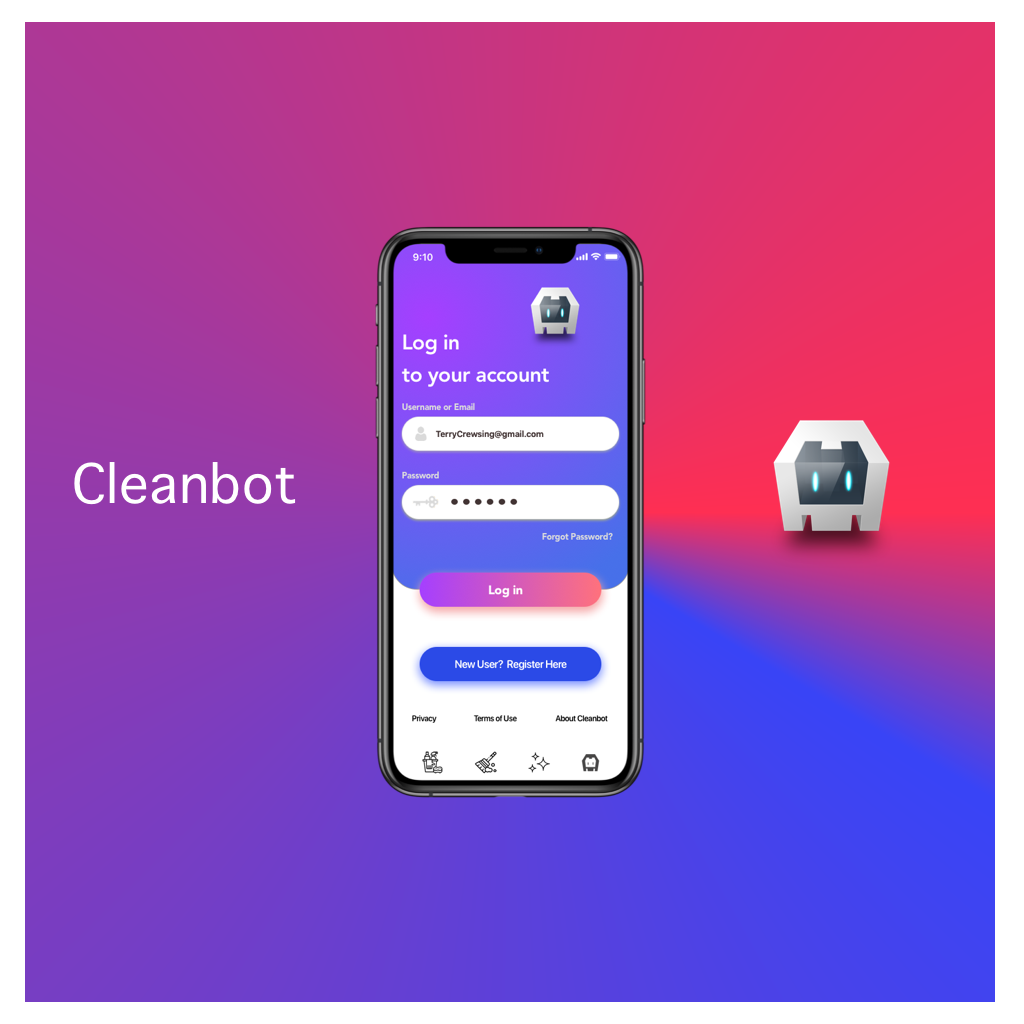 9:10
Log in
to your account
Username or Email
TerryCrewsing@gmail.com
Cleanbot
Password
Forgot Password?
Log in
New User? Register Here
Privacy Terms of Use About Cleanbot